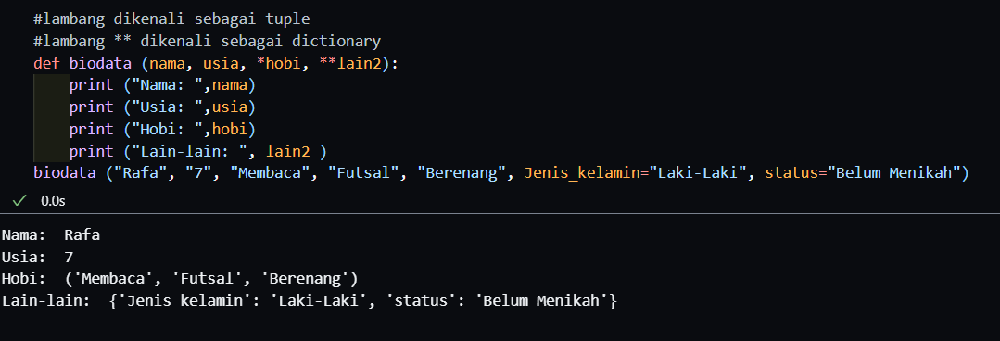 #lambang dikenali sebagai tuple
#lambang ** dikenali sebagai dictionary
def biodata (nama, usia, *hobi, **lain2):
    print ("Nama: ",nama)
    print ("Usia: ",usia)
    print ("Hobi: ",hobi)
    print ("Lain-lain: ", lain2 )
biodata ("Rafa", "7", "Membaca", "Futsal", "Berenang", Jenis_kelamin="Laki-Laki", status="Belum Menikah")
0.0s
Nama:  Rafa
Usia:  7
Hobi:  ('Membaca', 'Futsal', 'Berenang')
Lain-lain:  {'Jenis_kelamin': 'Laki-Laki', 'status': 'Belum Menikah'}